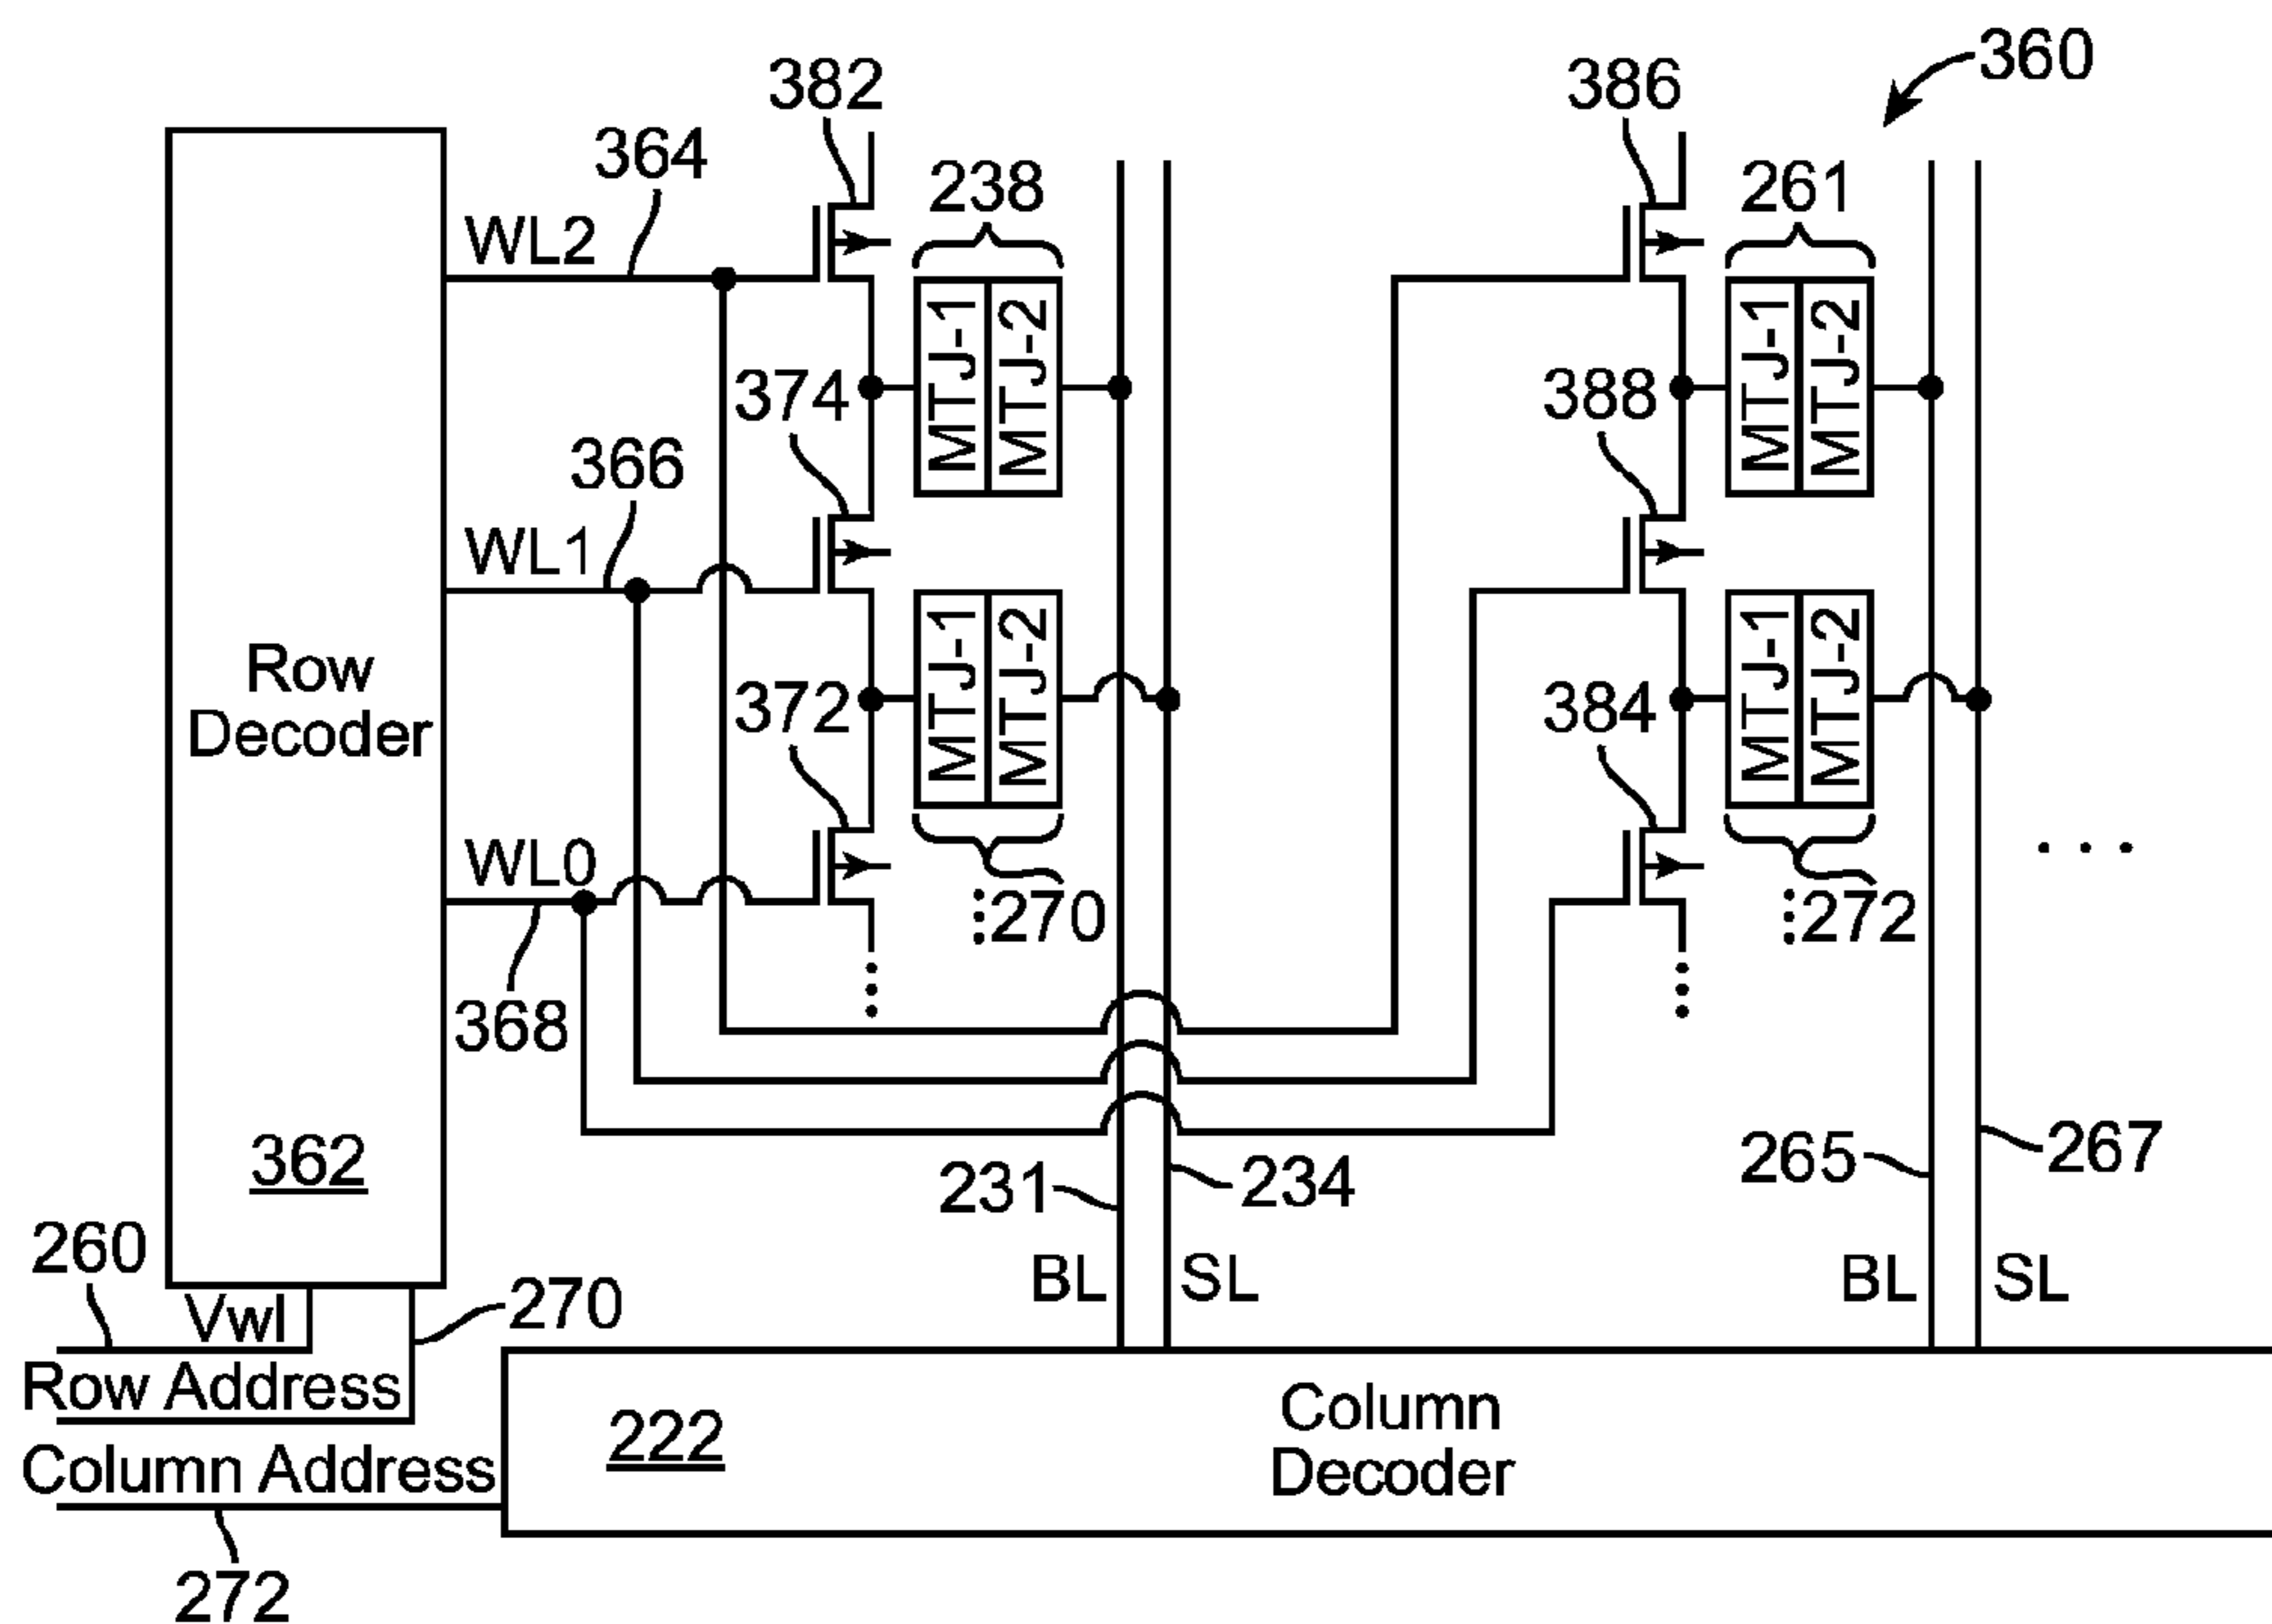 382
386
360
364
238
261
WL2
MTJ-1
MTJ-2
MTJ-1
MTJ-2
374
388
366
WL1
MTJ-1
MTJ-2
MTJ-1
MTJ-2
Row
Decoder
372
384
WL0
270
272
368
362
231
234
265
267
260
270
BL
SL
BL
SL
Vwl
Row Address
Column
Decoder
222
Column Address
272